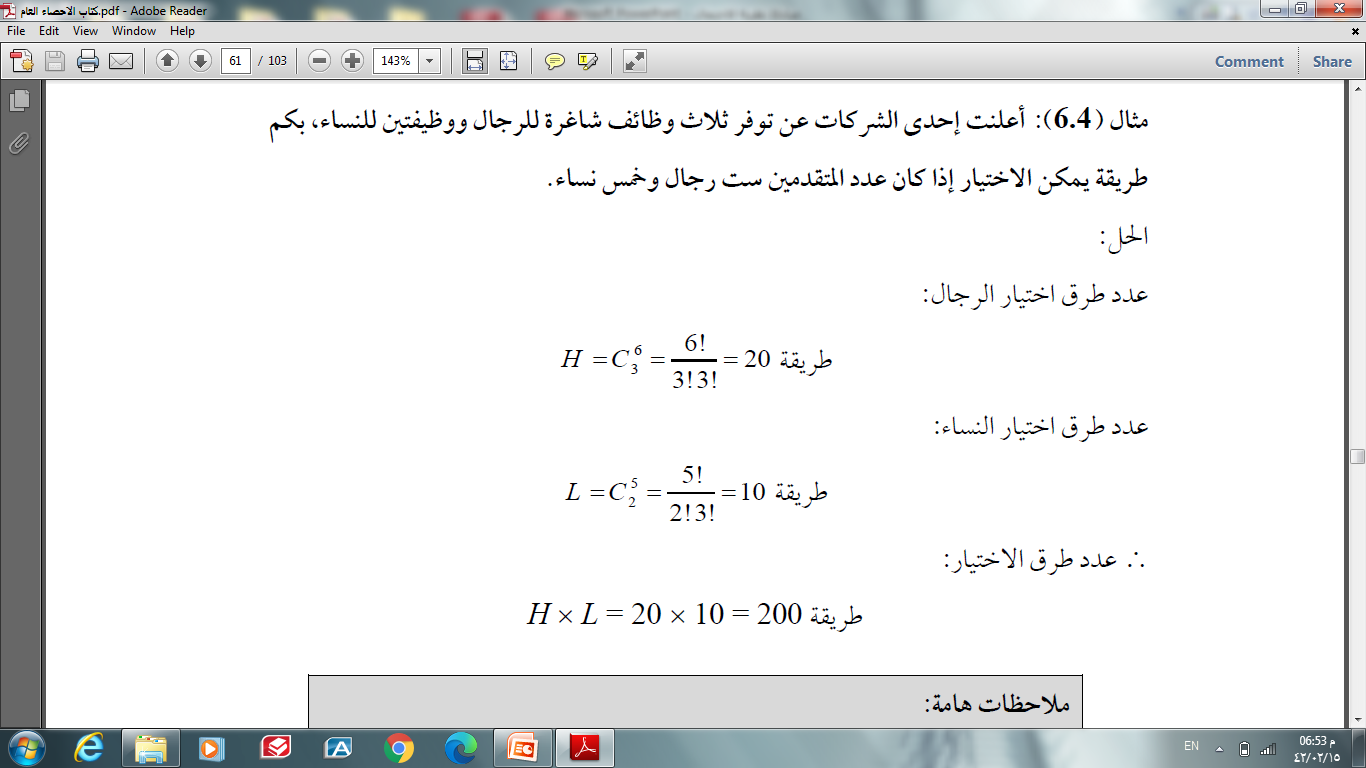 كتاب الاحصاء العام.pdf - Adobe Reader
File Edit View Window Help
61 / 103 143% Comment Share
مثال (6.4): أعلنت إحدى الشركات عن توفر ثلاث وظائف شاغرة للرجال ووظيفتين للنساء، بكم
طريقة يمكن الاختيار إذا كان عدد المتقدمين ست رجال وخمس نساء.
الحل:
عدد طرق اختيار الرجال:
H = C₃⁶ = 6! / 3!3! = 20 طريقة
عدد طرق اختيار النساء:
L = C₂⁵ = 5! / 2!3! = 10 طريقة
∴ عدد طرق الاختيار:
H × L = 20 × 10 = 200 طريقة
ملاحظات هامة:
EN
06:53 م
٤٢/٠٢/١٥